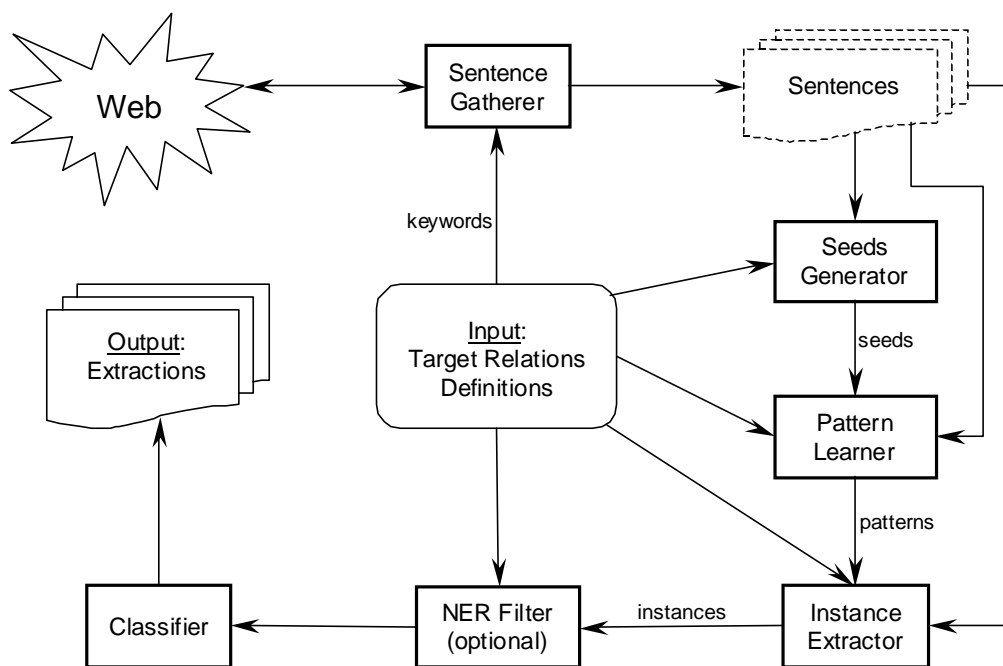 Web
Sentence
Gatherer
Sentences
keywords
Seeds
Generator
Output:
Extractions
Input:
Target Relations
Definitions
seeds
Pattern
Learner
patterns
Classifier
NER Filter
(optional)
instances
Instance
Extractor